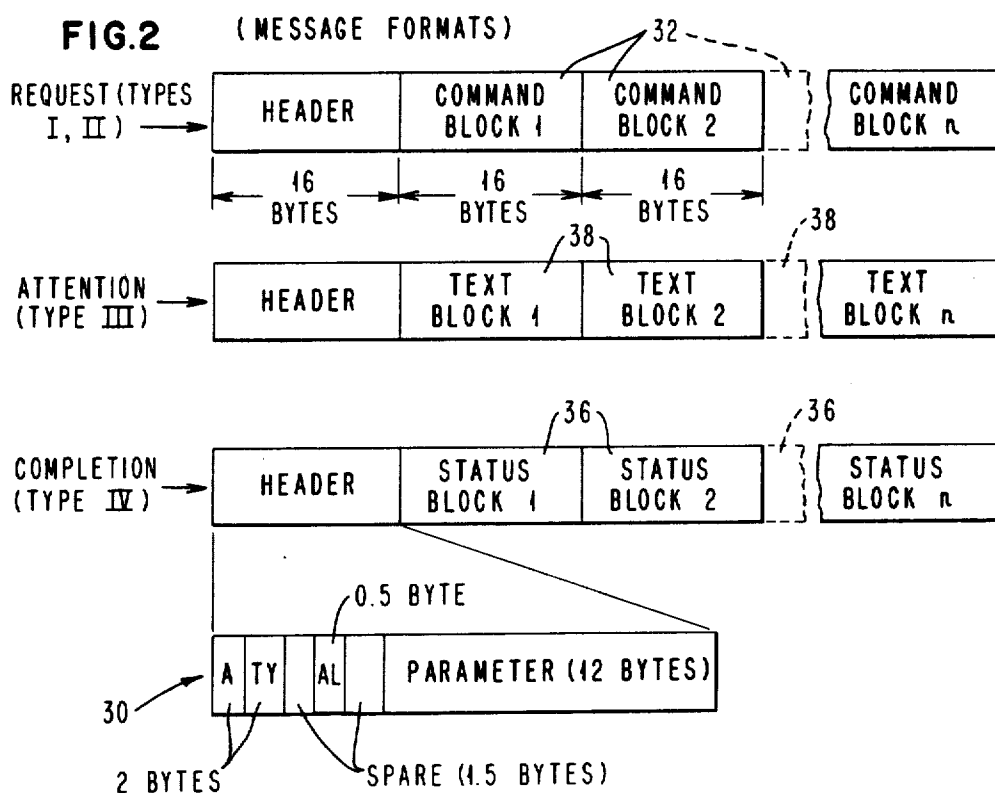 FIG.2 (MESSAGE FORMATS)
32
REQUEST (TYPES
I, II)
HEADER
COMMAND
BLOCK 1
COMMAND
BLOCK 2
COMMAND
BLOCK n
16
BYTES
16
BYTES
16
BYTES
38
38
ATTENTION
(TYPE III)
HEADER
TEXT
BLOCK 1
TEXT
BLOCK 2
TEXT
BLOCK n
36
36
COMPLETION
(TYPE IV)
HEADER
STATUS
BLOCK 1
STATUS
BLOCK 2
STATUS
BLOCK n
0.5 BYTE
30
A
TY
AL
PARAMETER (12 BYTES)
2 BYTES
SPARE (1.5 BYTES)